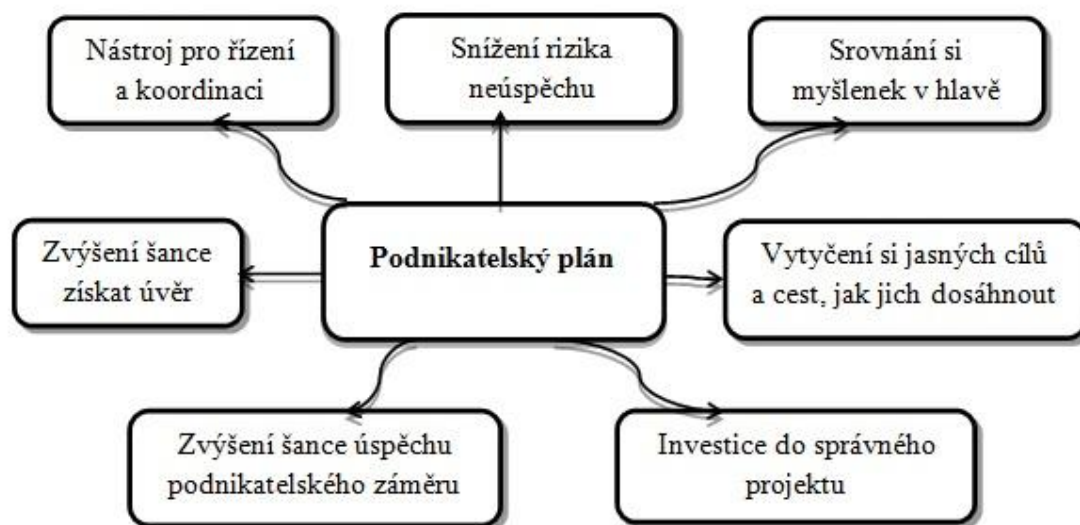 Nástroj pro řízení
a koordinaci
Snížení rizika
neúspěchu
Srovnání si
myšlenek v hlavě
Zvýšení šance
získat úvěr
Podnikatelský plán
Vytyčení si jasných cílů
a cest, jak jich dosáhnout
Zvýšení šance úspěchu
podnikatelského záměru
Investice do správného
projektu